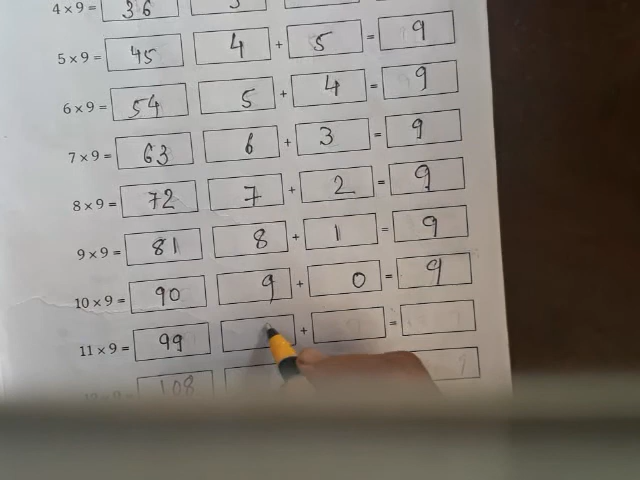 4 × 9 = 36 3
5 × 9 = 45 4 + 5 = 9
6 × 9 = 54 5 + 4 = 9
7 × 9 = 63 6 + 3 = 9
8 × 9 = 72 7 + 2 = 9
9 × 9 = 81 8 + 1 = 9
10 × 9 = 90 9 + 0 = 9
11 × 9 = 99 + =
108 9